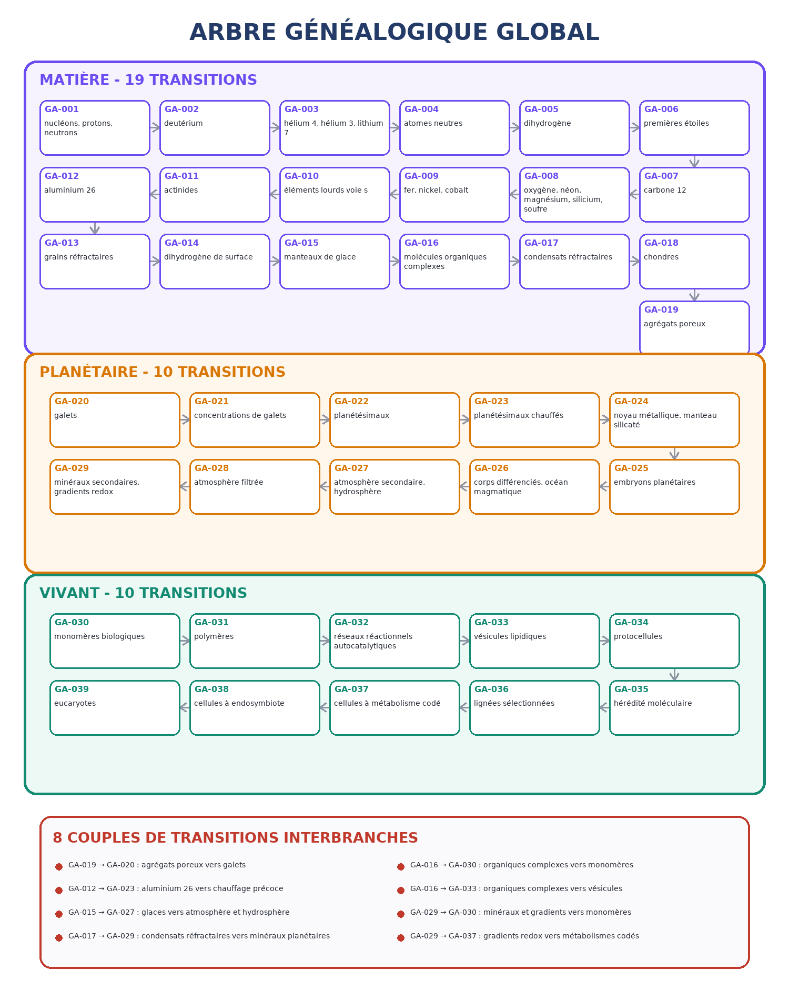 ARBRE GÉNÉALOGIQUE GLOBAL
MATIÈRE - 19 TRANSITIONS
GA-001
nucléons, protons,
neutrons
GA-002
deutérium
GA-003
hélium 4, hélium 3, lithium
7
GA-004
atomes neutres
GA-005
dihydrogène
GA-006
premières étoiles
GA-012
aluminium 26
GA-011
actinides
GA-010
éléments lourds voie s
GA-009
fer, nickel, cobalt
GA-008
oxygène, néon,
magnésium, silicium,
soufre
GA-007
carbone 12
GA-013
grains réfractaires
GA-014
dihydrogène de surface
GA-015
manteaux de glace
GA-016
molécules organiques
complexes
GA-017
condensats réfractaires
GA-018
chondres
GA-019
agrégats poreux
PLANÉTAIRE - 10 TRANSITIONS
GA-020
galets
GA-021
concentrations de galets
GA-022
planétésimaux
GA-023
planétésimaux chauffés
GA-024
noyau métallique, manteau
silicaté
GA-029
minéraux secondaires,
gradients redox
GA-028
atmosphère filtrée
GA-027
atmosphère secondaire,
hydrosphère
GA-026
corps différenciés, océan
magmatique
GA-025
embryons planétaires
VIVANT - 10 TRANSITIONS
GA-030
monomères biologiques
GA-031
polymères
GA-032
réseaux réactionnels
autocatalytiques
GA-033
vésicules lipidiques
GA-034
protocellules
GA-039
eucaryotes
GA-038
cellules à endosymbiote
GA-037
cellules à métabolisme codé
GA-036
lignées sélectionnées
GA-035
hérédité moléculaire
8 COUPLES DE TRANSITIONS INTERBRANCHES
GA-019 → GA-020 : agrégats poreux vers galets
GA-012 → GA-023 : aluminium 26 vers chauffage précoce
GA-015 → GA-027 : glaces vers atmosphère et hydrosphère
GA-017 → GA-029 : condensats réfractaires vers minéraux planétaires
GA-016 → GA-030 : organiques complexes vers monomères
GA-016 → GA-033 : organiques complexes vers vésicules
GA-029 → GA-030 : minéraux et gradients vers monomères
GA-029 → GA-037 : gradients redox vers métabolismes codés